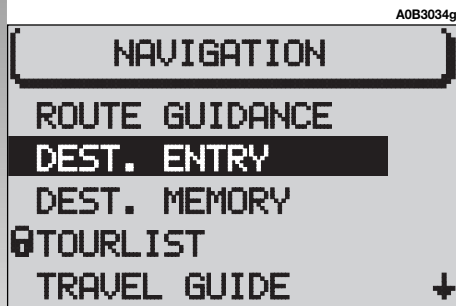 A0B3034g
NAVIGATION
ROUTE GUIDANCE
DEST. ENTRY
DEST. MEMORY
TOURLIST
TRAVEL GUIDE